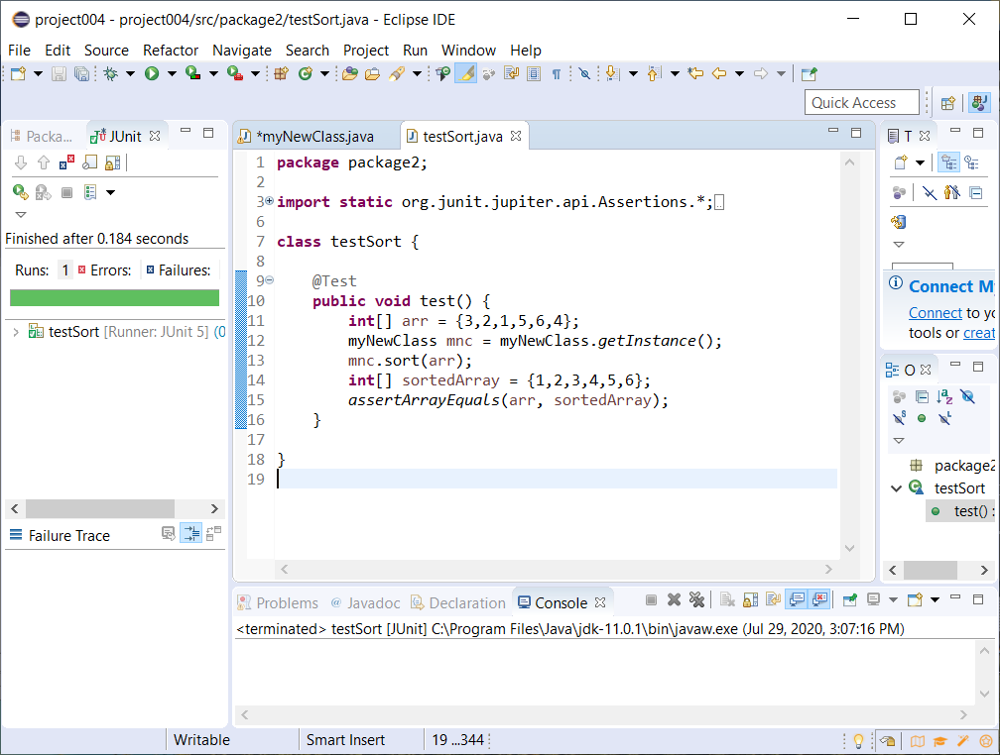 project004 - project004/src/package2/testSort.java - Eclipse IDE
File Edit Source Refactor Navigate Search Project Run Window Help
Quick Access
Packa...
JUnit
Finished after 0.184 seconds
Runs: 1 Errors: Failures:
testSort [Runner: JUnit 5] (0
Failure Trace
*myNewClass.java
testSort.java
1 package package2;
2
3 import static org.junit.jupiter.api.Assertions.*;
6
7 class testSort {
8
9 @Test
10 public void test() {
11 int[] arr = {3,2,1,5,6,4};
12 myNewClass mnc = myNewClass.getInstance();
13 mnc.sort(arr);
14 int[] sortedArray = {1,2,3,4,5,6};
15 assertArrayEquals(arr, sortedArray);
16 }
17
18 }
19
T
Connect M
Connect to yo
tools or creat
O
package2
testSort
test() :
Problems @ Javadoc Declaration Console
<terminated> testSort [JUnit] C:\Program Files\Java\jdk-11.0.1\bin\javaw.exe (Jul 29, 2020, 3:07:16 PM)
Writable Smart Insert 19 ...344